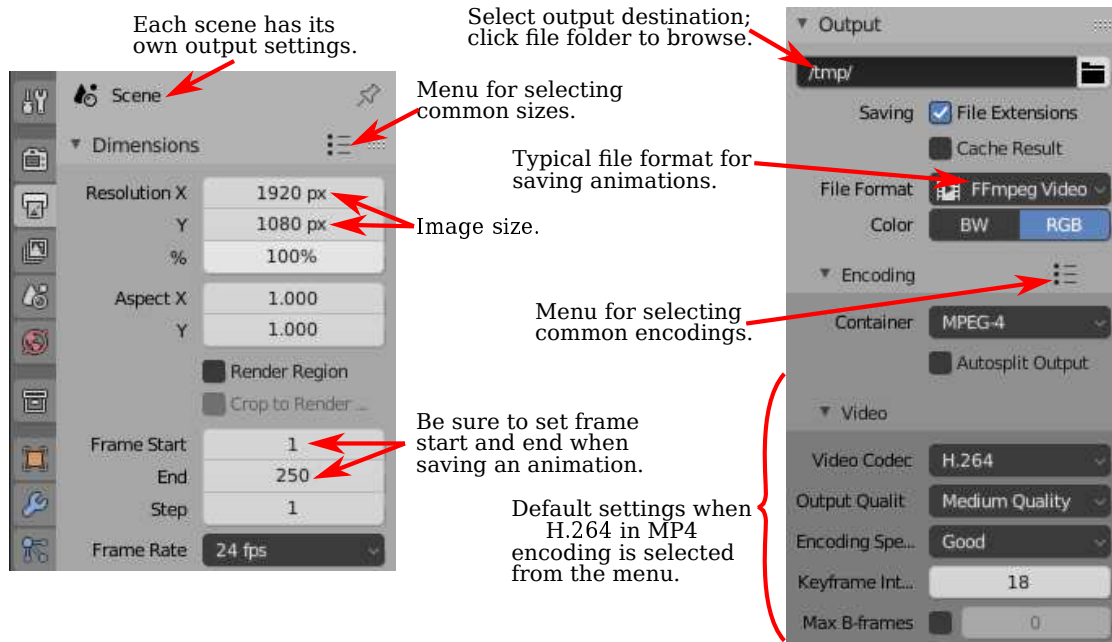 Each scene has its
own output settings.
Scene
Dimensions
Resolution X 1920 px
Y 1080 px
% 100%
Aspect X 1.000
Y 1.000
Render Region
Crop to Render ...
Frame Start 1
End 250
Step 1
Frame Rate 24 fps
Menu for selecting
common sizes.
Image size.
Be sure to set frame
start and end when
saving an animation.
Select output destination;
click file folder to browse.
Typical file format for
saving animations.
Menu for selecting
common encodings.
Default settings when
H.264 in MP4
encoding is selected
from the menu.
Output
/tmp/
Saving File Extensions
Cache Result
File Format FFmpeg Video
Color BW RGB
Encoding
Container MPEG-4
Autosplit Output
Video
Video Codec H.264
Output Qualit Medium Quality
Encoding Spe... Good
Keyframe Int... 18
Max B-frames 0